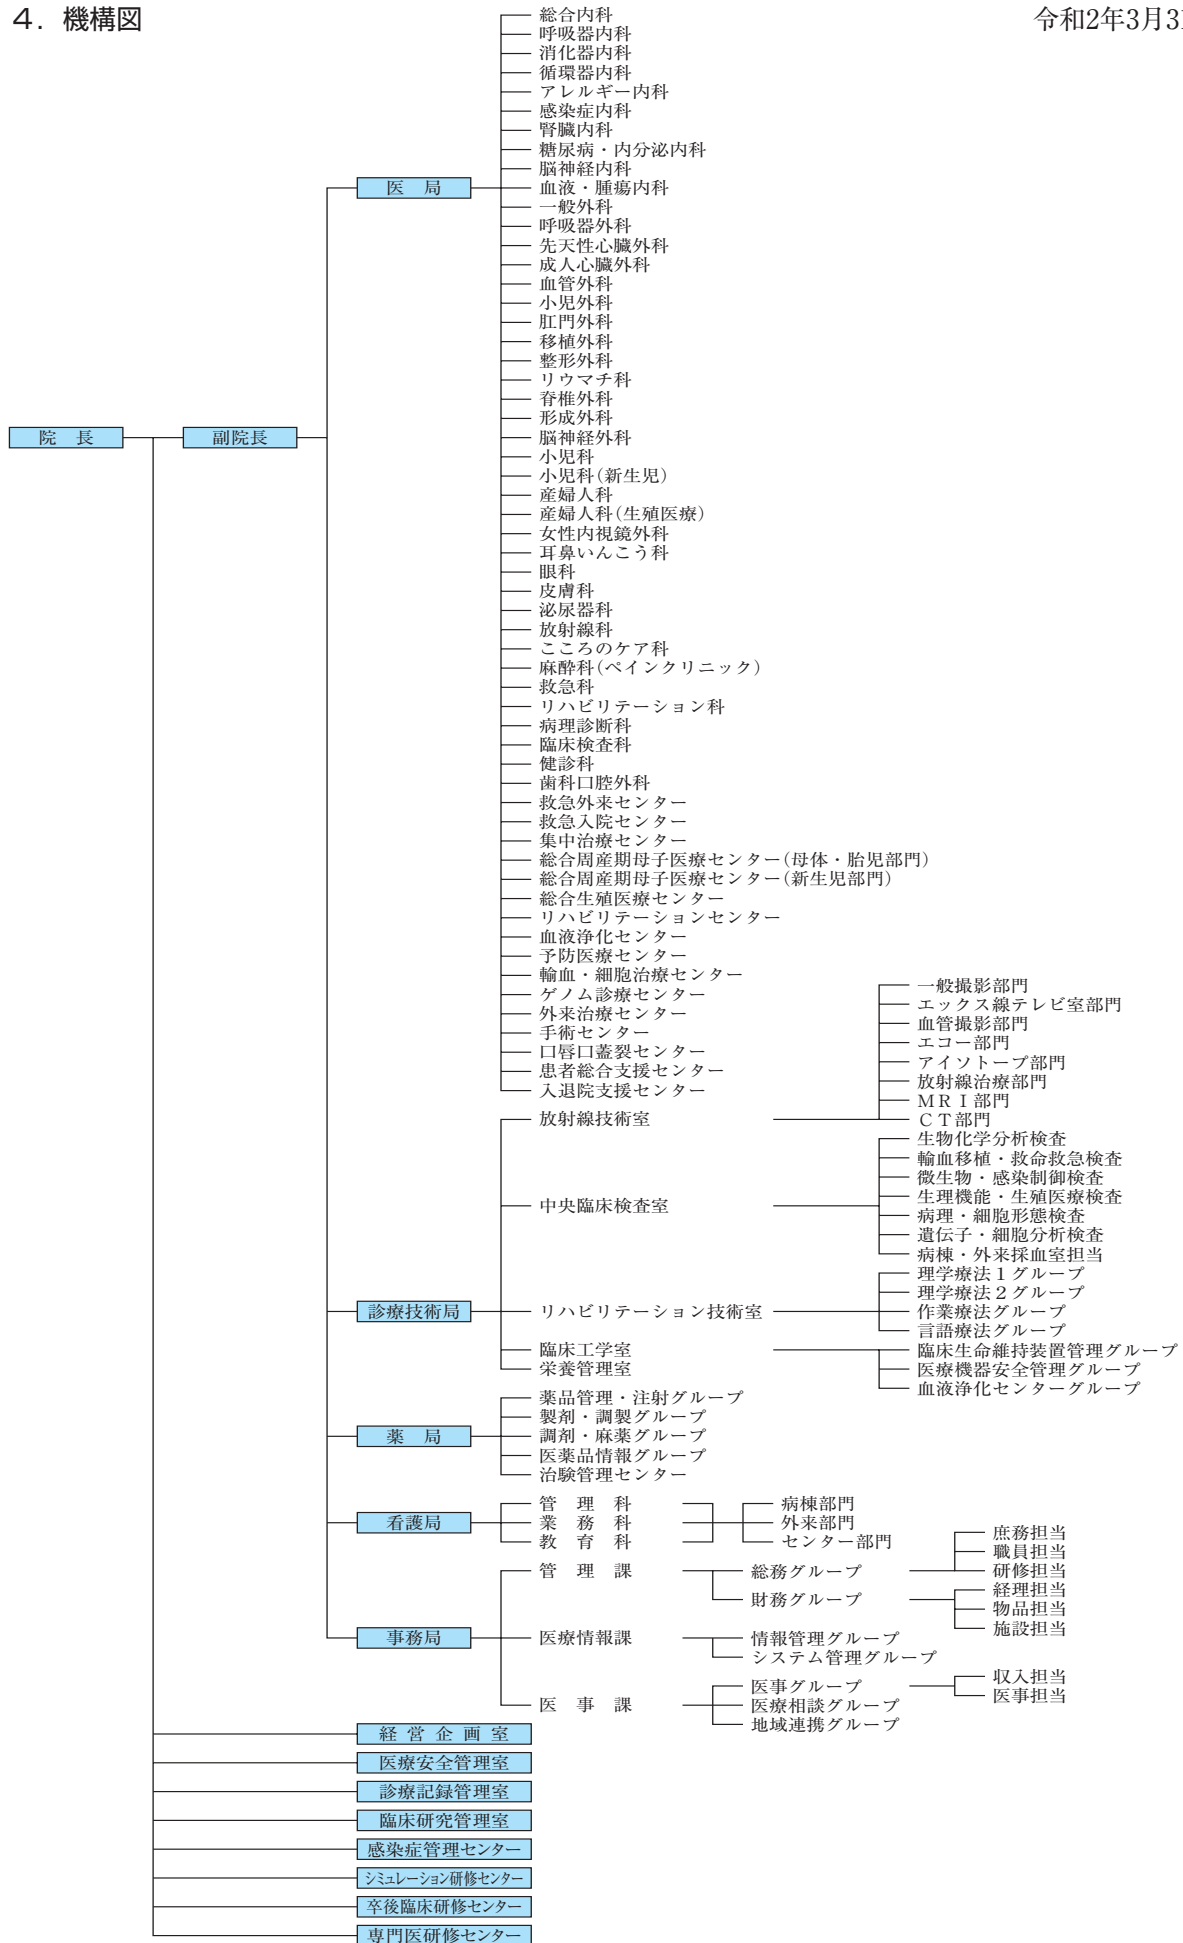 4．機構図
令和2年3月3
院　長
副院長
医　局
総合内科
呼吸器内科
消化器内科
循環器内科
アレルギー内科
感染症内科
腎臓内科
糖尿病・内分泌内科
脳神経内科
血液・腫瘍内科
一般外科
呼吸器外科
先天性心臓外科
成人心臓外科
血管外科
小児外科
肛門外科
移植外科
整形外科
リウマチ科
脊椎外科
形成外科
脳神経外科
小児科
小児科(新生児)
産婦人科
産婦人科(生殖医療)
女性内視鏡外科
耳鼻いんこう科
眼科
皮膚科
泌尿器科
放射線科
こころのケア科
麻酔科(ペインクリニック)
救急科
リハビリテーション科
病理診断科
臨床検査科
健診科
歯科口腔外科
救急外来センター
救急入院センター
集中治療センター
総合周産期母子医療センター(母体・胎児部門)
総合周産期母子医療センター(新生児部門)
総合生殖医療センター
リハビリテーションセンター
血液浄化センター
予防医療センター
輸血・細胞治療センター
ゲノム診療センター
外来治療センター
手術センター
口唇口蓋裂センター
患者総合支援センター
入退院支援センター
診療技術局
放射線技術室
一般撮影部門
エックス線テレビ室部門
血管撮影部門
エコー部門
アイソトープ部門
放射線治療部門
ＭＲＩ部門
ＣＴ部門
中央臨床検査室
生物化学分析検査
輸血移植・救命救急検査
微生物・感染制御検査
生理機能・生殖医療検査
病理・細胞形態検査
遺伝子・細胞分析検査
病棟・外来採血室担当
リハビリテーション技術室
理学療法１グループ
理学療法２グループ
作業療法グループ
言語療法グループ
臨床工学室
臨床生命維持装置管理グループ
医療機器安全管理グループ
血液浄化センターグループ
栄養管理室
薬　局
薬品管理・注射グループ
製剤・調製グループ
調剤・麻薬グループ
医薬品情報グループ
治験管理センター
看護局
管　理　科
業　務　科
教　育　科
病棟部門
外来部門
センター部門
事務局
管　理　課
総務グループ
庶務担当
職員担当
研修担当
財務グループ
経理担当
物品担当
施設担当
医療情報課
情報管理グループ
システム管理グループ
医　事　課
医事グループ
収入担当
医事担当
医療相談グループ
地域連携グループ
経 営 企 画 室
医療安全管理室
診療記録管理室
臨床研究管理室
感染症管理センター
シミュレーション研修センター
卒後臨床研修センター
専門医研修センター